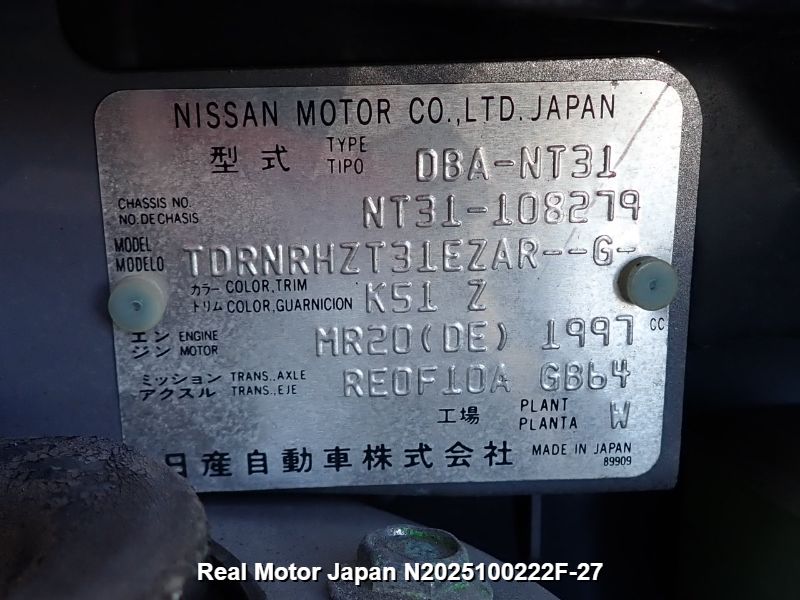 NISSAN MOTOR CO.,LTD. JAPAN
型式 TYPE TIPO DBA-NT31
CHASSIS NO.
NO. DE CHASIS NT31-108279
MODEL
MODELO TDRNRHZT31EZAR--G-
カラー COLOR, TRIM
トリム COLOR, GUARNICION K51 Z
エン ENGINE
ジン MOTOR MR20(DE) 1997 CC
ミッション TRANS., AXLE
アクスル TRANS., EJE RE0F10A GB64
工場 PLANT PLANTA W
日産自動車株式会社 MADE IN JAPAN
89909
Real Motor Japan N2025100222F-27